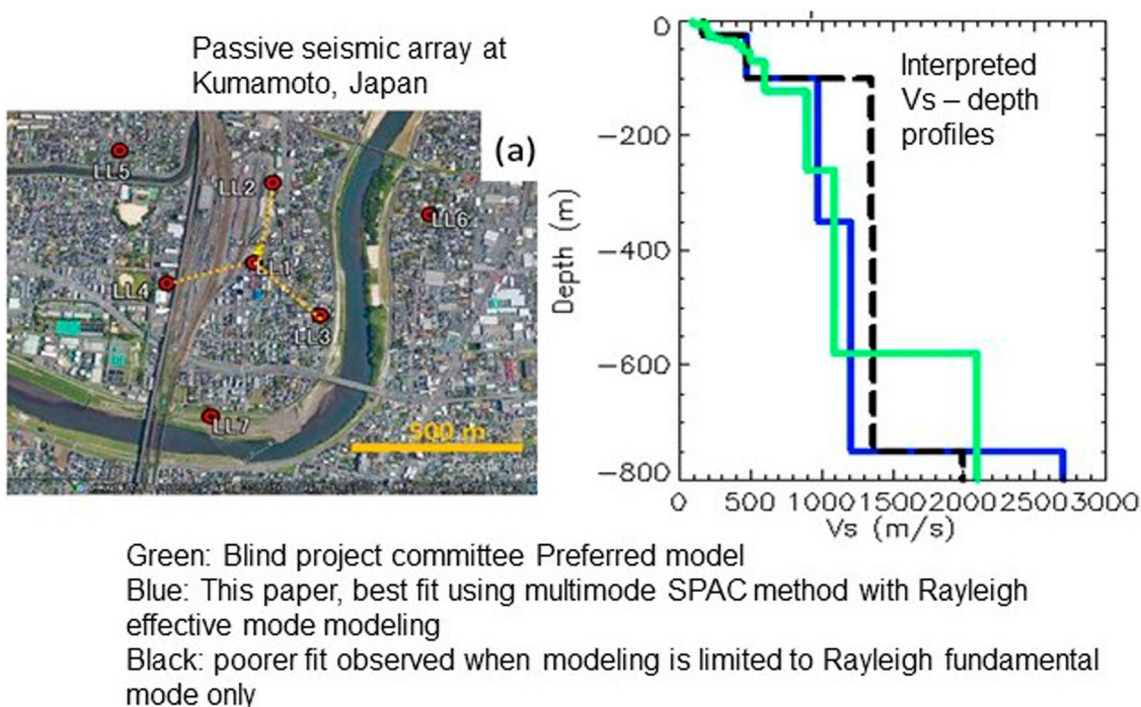 Passive seismic array at
Kumamoto, Japan
(a)
LL5
LL2
LL6
LL1
LL4
LL3
LL7
900 m
0
−200
−400
−600
−800
Depth (m)
Interpreted
Vs – depth
profiles
0 500 1000 1500 2000 2500 3000
Vs (m/s)
Green: Blind project committee Preferred model
Blue: This paper, best fit using multimode SPAC method with Rayleigh
effective mode modeling
Black: poorer fit observed when modeling is limited to Rayleigh fundamental
mode only